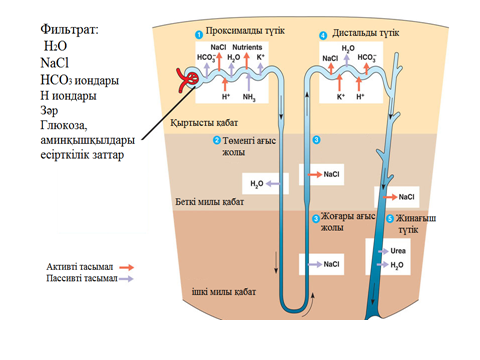 Фильтрат:
H2O
NaCl
HCO3 иондары
H иондары
Зәр
Глюкоза,
аминқышқылдары
есірткілік заттар
1 Проксималды түтік
NaCl Nutrients
HCO3⁻ H2O K⁺
H⁺ NH3
4 Дистальды түтік
H2O
NaCl HCO3⁻
K⁺ H⁺
Қыртысты қабат
2 Төменгі ағыс
жолы
3
H2O
NaCl
NaCl
Беткі милы қабат
3 Жоғары ағыс
жолы
5 Жинағыш
түтік
Urea
H2O
NaCl
Активті тасымал
Пассивті тасымал
ішкі милы қабат